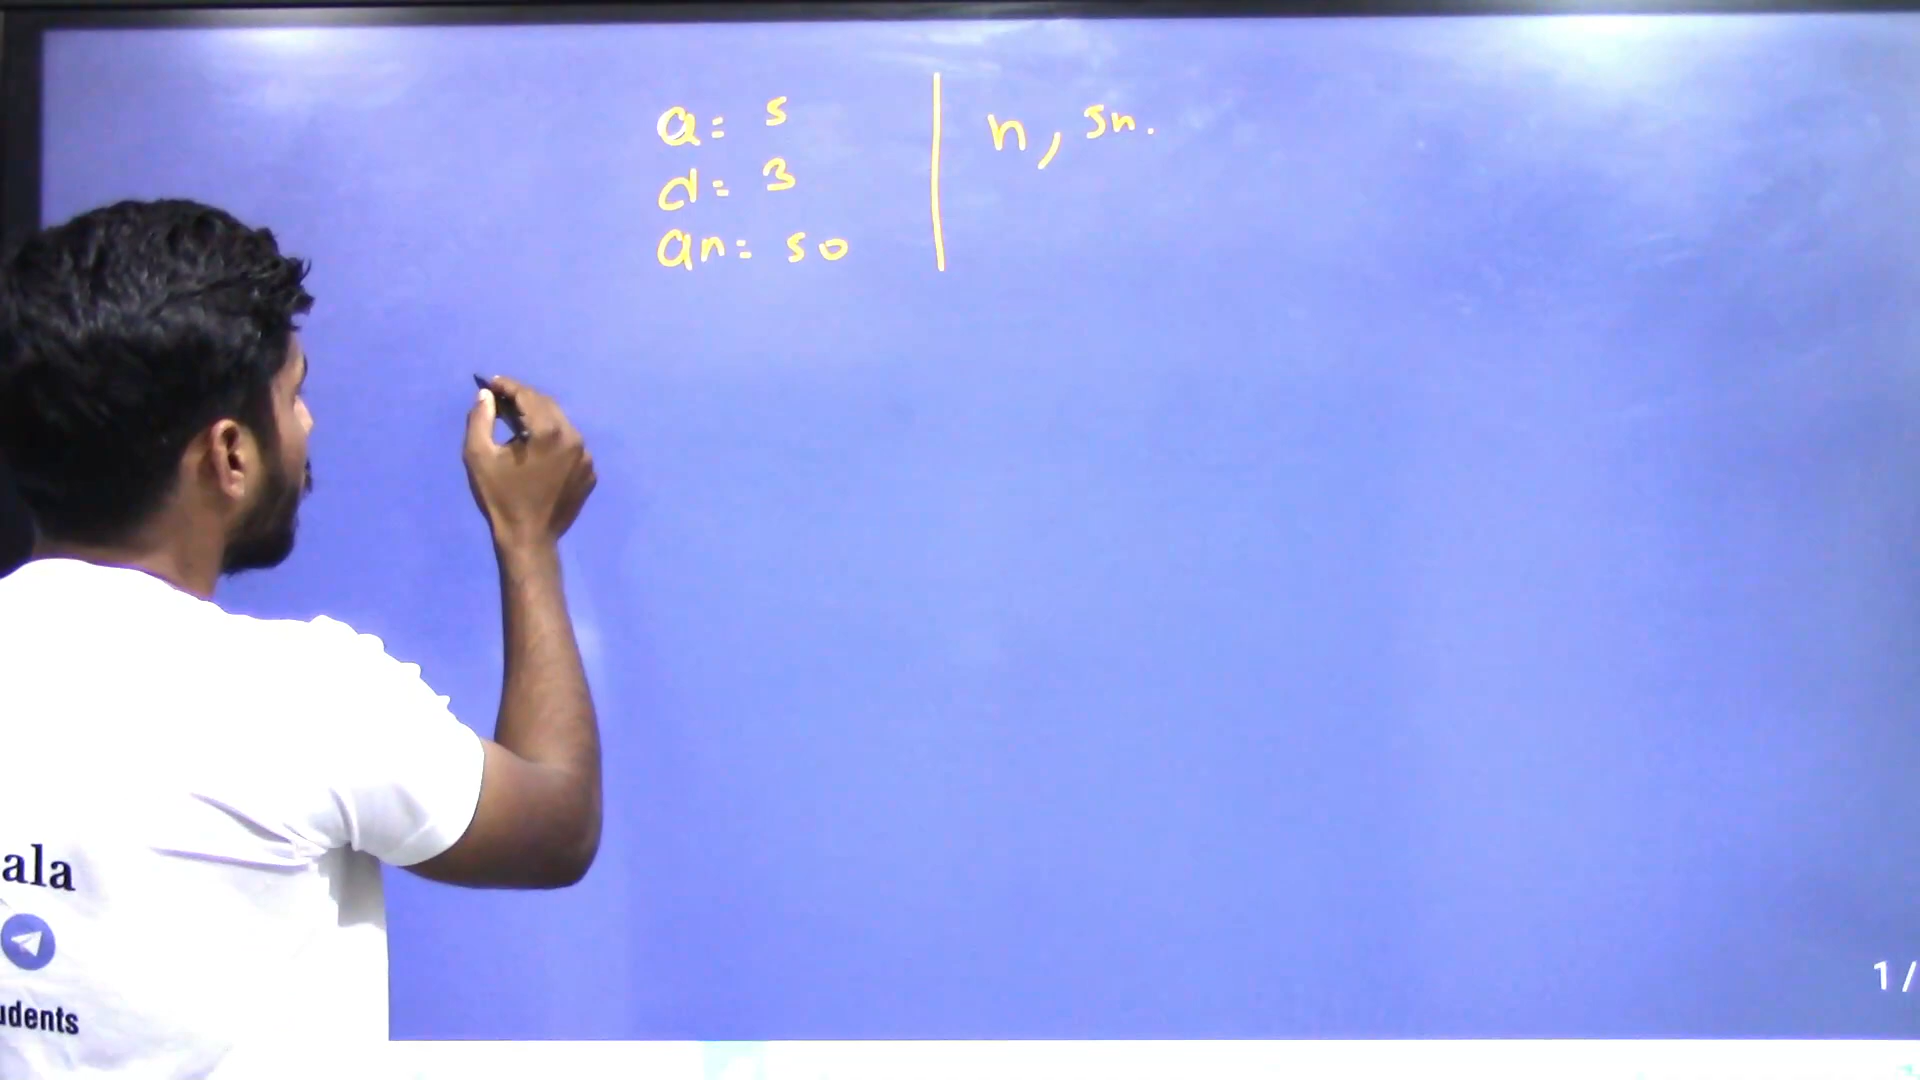 a = 5
d = 3
an = 50
n, Sn.
ala
udents
1 /